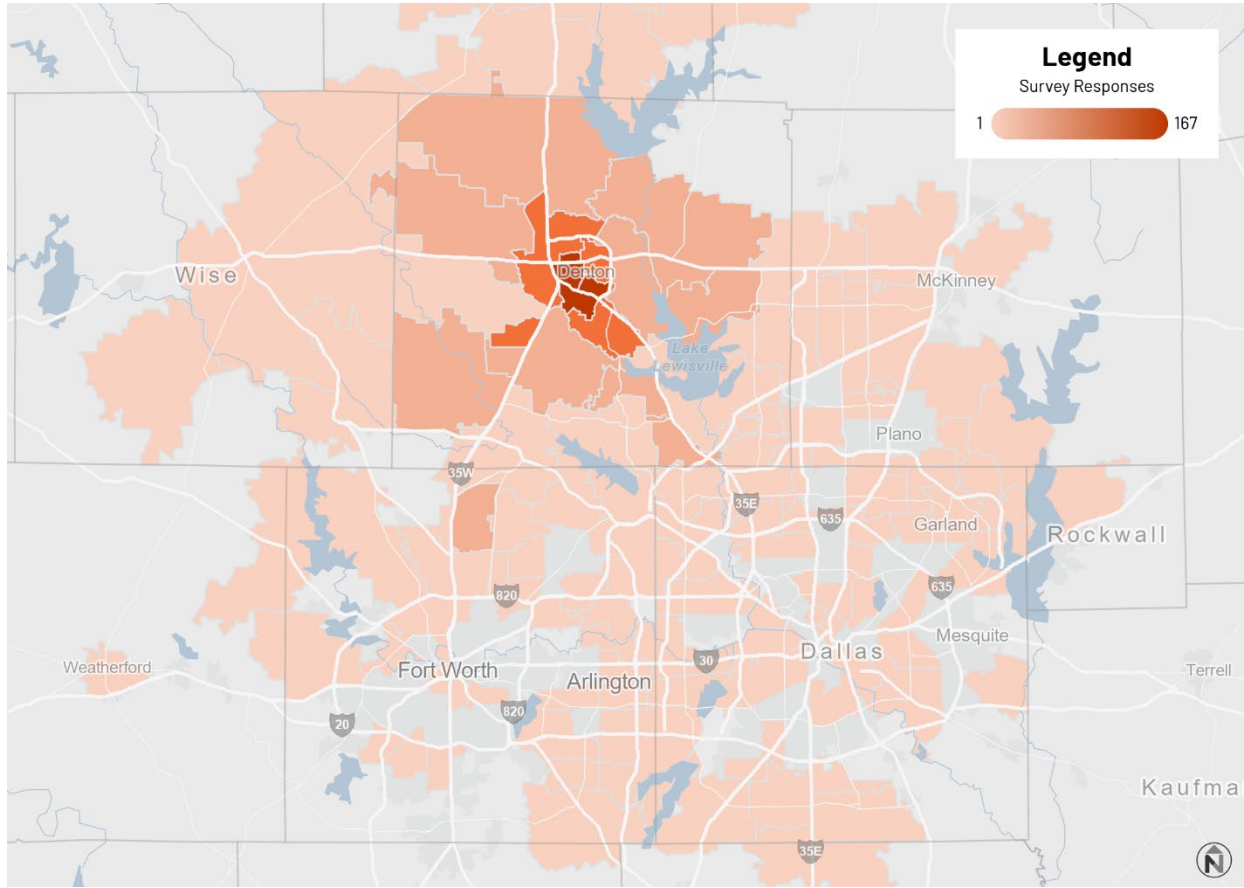 Legend
Survey Responses
1 167
Denton
Wise
McKinney
Lake
Lewisville
Plano
35W
35E
635
Garland
Rockwall
820
635
Mesquite
Weatherford
Fort Worth
Arlington
30
Dallas
Terrell
20
820
Kaufma
35E
N